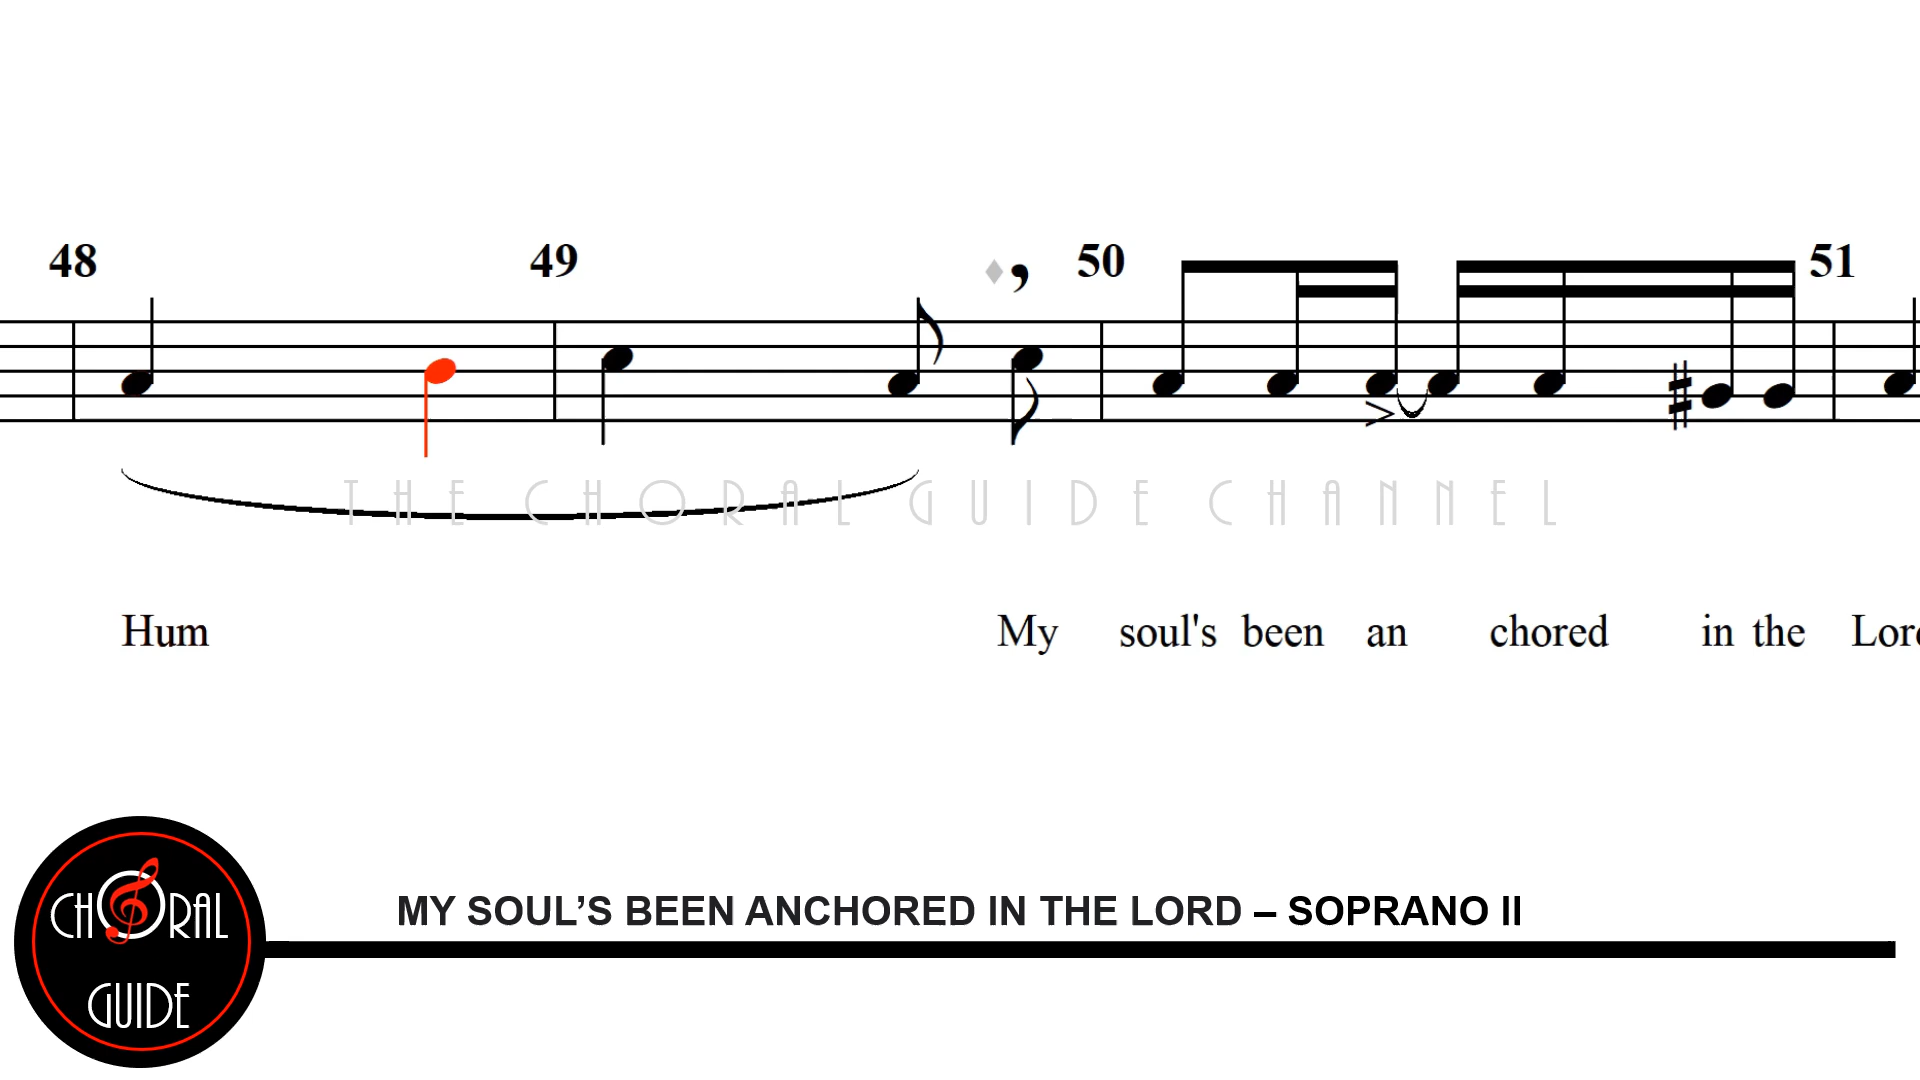 48 49 50 51
THE CHORAL GUIDE CHANNEL
Hum My soul's been an chored in the
MY SOUL’S BEEN ANCHORED IN THE LORD – SOPRANO II
CHORAL
GUIDE